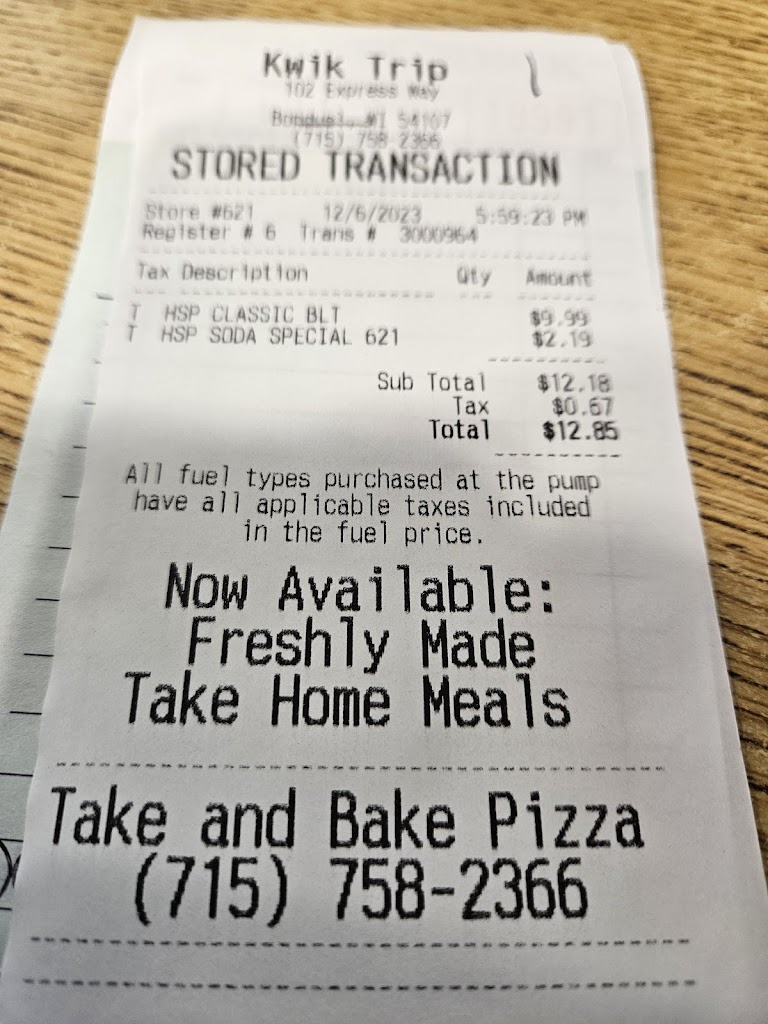 Kwik Trip
102 Express Way
Bonduel, WI 54107
(715) 758-2366
STORED TRANSACTION
Store #621 12/6/2023 5:59:23 PM
Register # 6 Trans # 3000964
Tax Description Qty Amount
T HSP CLASSIC BLT $9.99
T HSP SODA SPECIAL 621 $2.19
Sub Total $12.18
Tax $0.67
Total $12.85
All fuel types purchased at the pump
have all applicable taxes included
in the fuel price.
Now Available:
Freshly Made
Take Home Meals
Take and Bake Pizza
(715) 758-2366